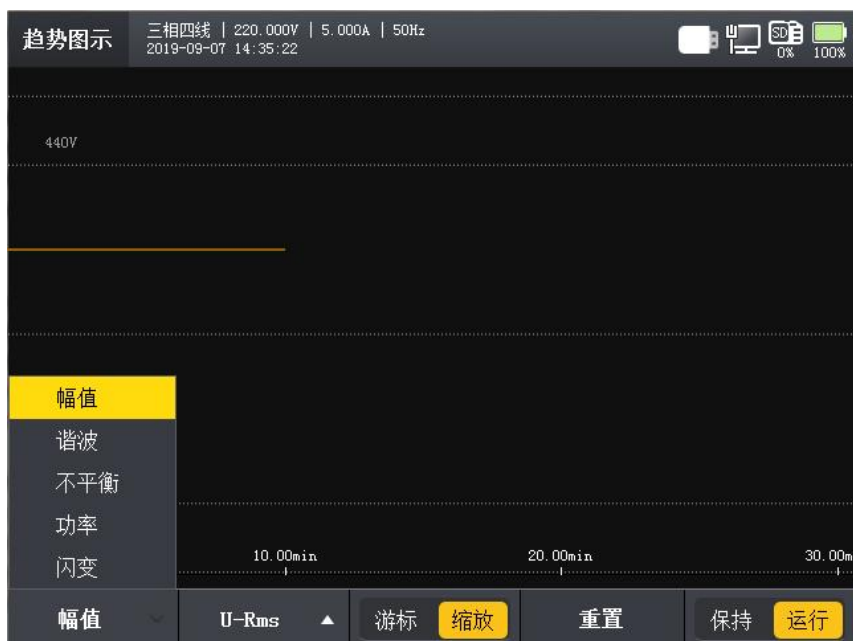 趋势图示
三相四线 | 220.000V | 5.000A | 50Hz
2019-09-07 14:35:22
SD
0%
100%
440V
幅值
谐波
不平衡
功率
闪变
10.00min
20.00min
30.00m
幅值
U-Rms
游标
缩放
重置
保持
运行